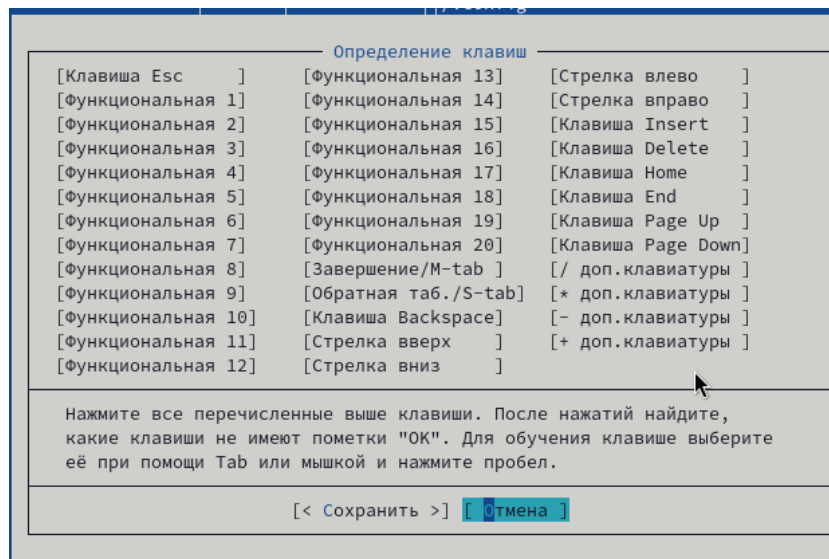 Определение клавиш
[Клавиша Esc     ]    [Функциональная 13]    [Стрелка влево    ]
[Функциональная 1]    [Функциональная 14]    [Стрелка вправо   ]
[Функциональная 2]    [Функциональная 15]    [Клавиша Insert   ]
[Функциональная 3]    [Функциональная 16]    [Клавиша Delete   ]
[Функциональная 4]    [Функциональная 17]    [Клавиша Home     ]
[Функциональная 5]    [Функциональная 18]    [Клавиша End      ]
[Функциональная 6]    [Функциональная 19]    [Клавиша Page Up  ]
[Функциональная 7]    [Функциональная 20]    [Клавиша Page Down]
[Функциональная 8]    [Завершение/M-tab ]    [/ доп.клавиатуры ]
[Функциональная 9]    [Обратная таб./S-tab]  [* доп.клавиатуры ]
[Функциональная 10]   [Клавиша Backspace]    [- доп.клавиатуры ]
[Функциональная 11]   [Стрелка вверх    ]    [+ доп.клавиатуры ]
[Функциональная 12]   [Стрелка вниз     ]
Нажмите все перечисленные выше клавиши. После нажатий найдите,
какие клавиши не имеют пометки "OK". Для обучения клавише выберите
её при помощи Tab или мышкой и нажмите пробел.
[< Сохранить >] [ Отмена ]